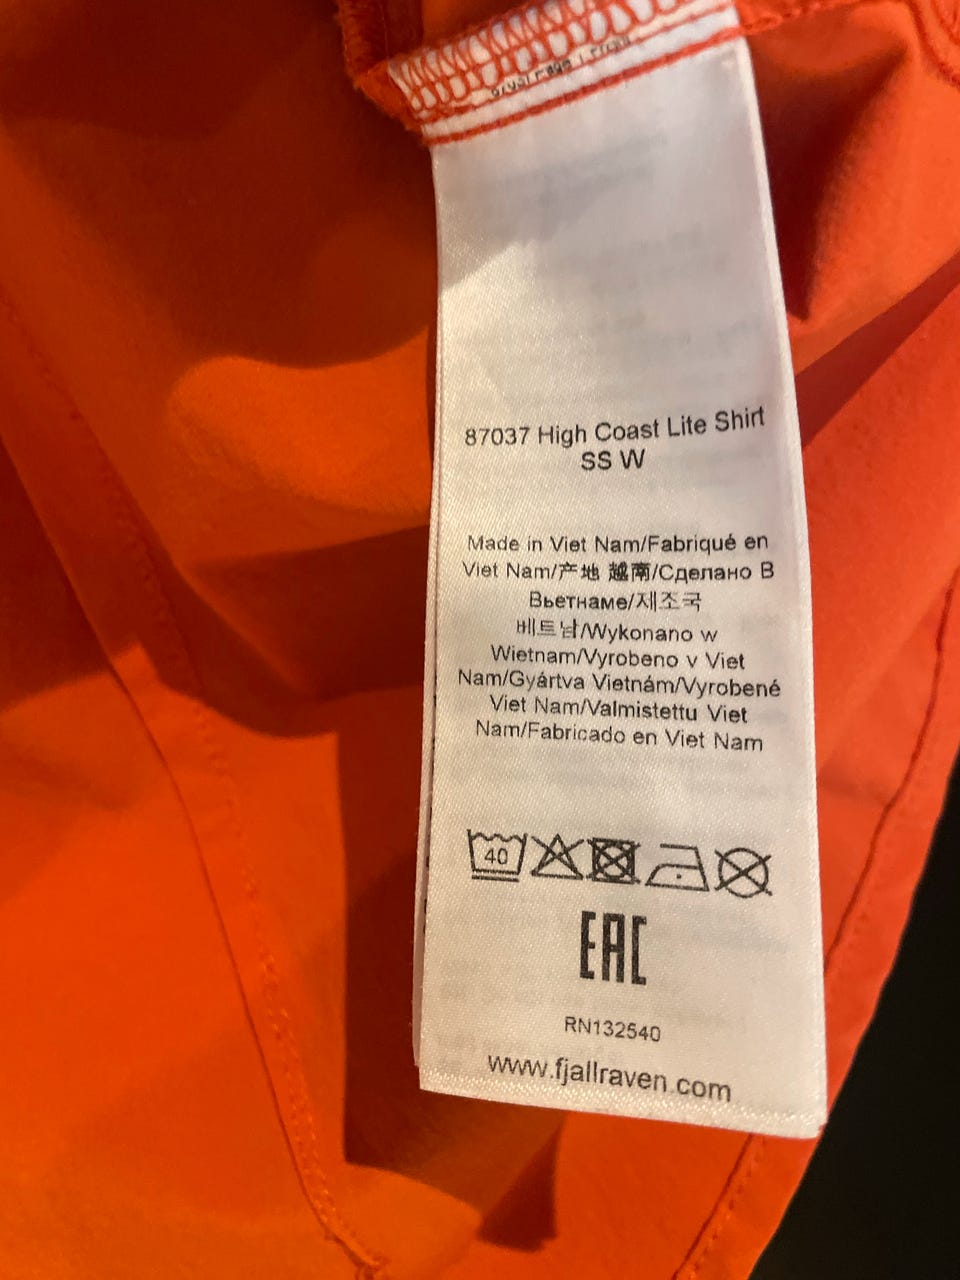 87037 High Coast Lite Shirt
SS W
Made in Viet Nam/Fabriqué en
Viet Nam/产地 越南/Сделано В
Вьетнаме/제조국
베트남/Wykonano w
Wietnam/Vyrobeno v Viet
Nam/Gyártva Vietnám/Vyrobené
Viet Nam/Valmistettu Viet
Nam/Fabricado en Viet Nam
40
EAC
RN132540
www.fjallraven.com